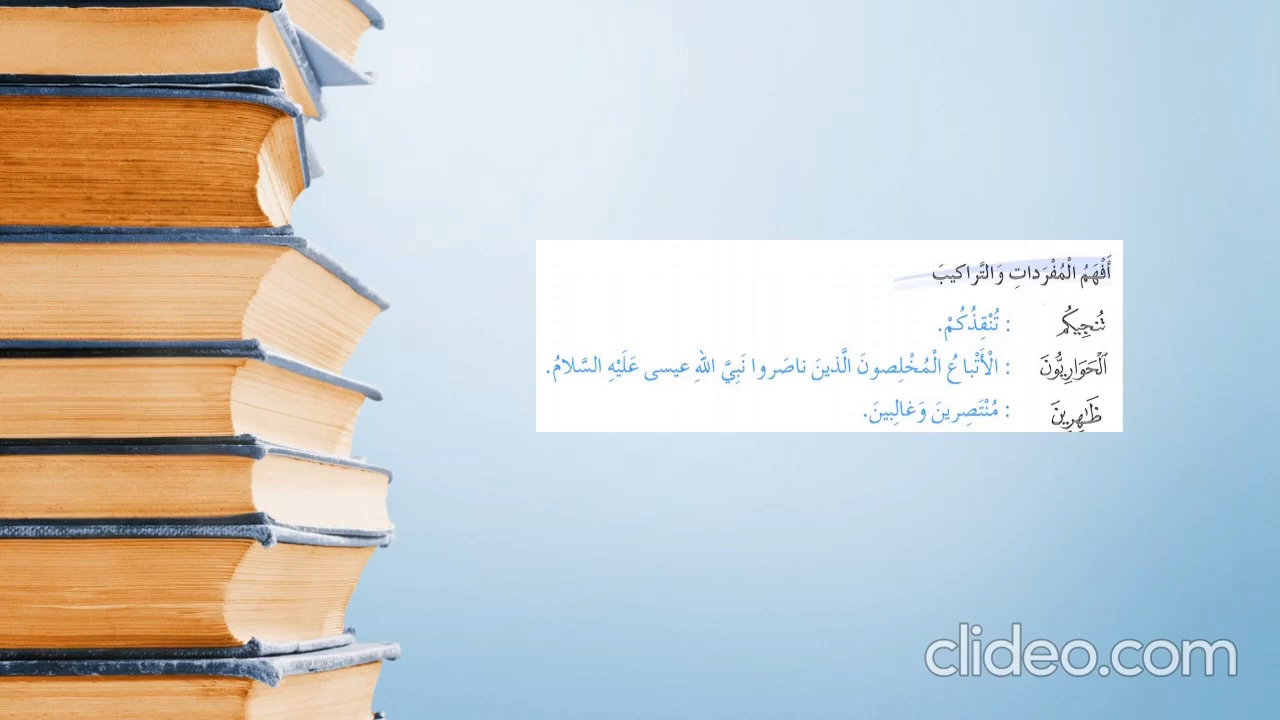 أَفْهَمُ الْمُفْرَداتِ وَالتَّراكيبَ
تُنجِيكُم : تُنْقِذُكُمْ.
ٱلْحَوَارِيُّونَ : الْأَتْباعُ الْمُخْلِصونَ الَّذينَ ناصَروا نَبِيَّ اللهِ عيسى عَلَيْهِ السَّلامُ.
ظَٰهِرِينَ : مُنْتَصِرينَ وَغالِبينَ.
clideo.com